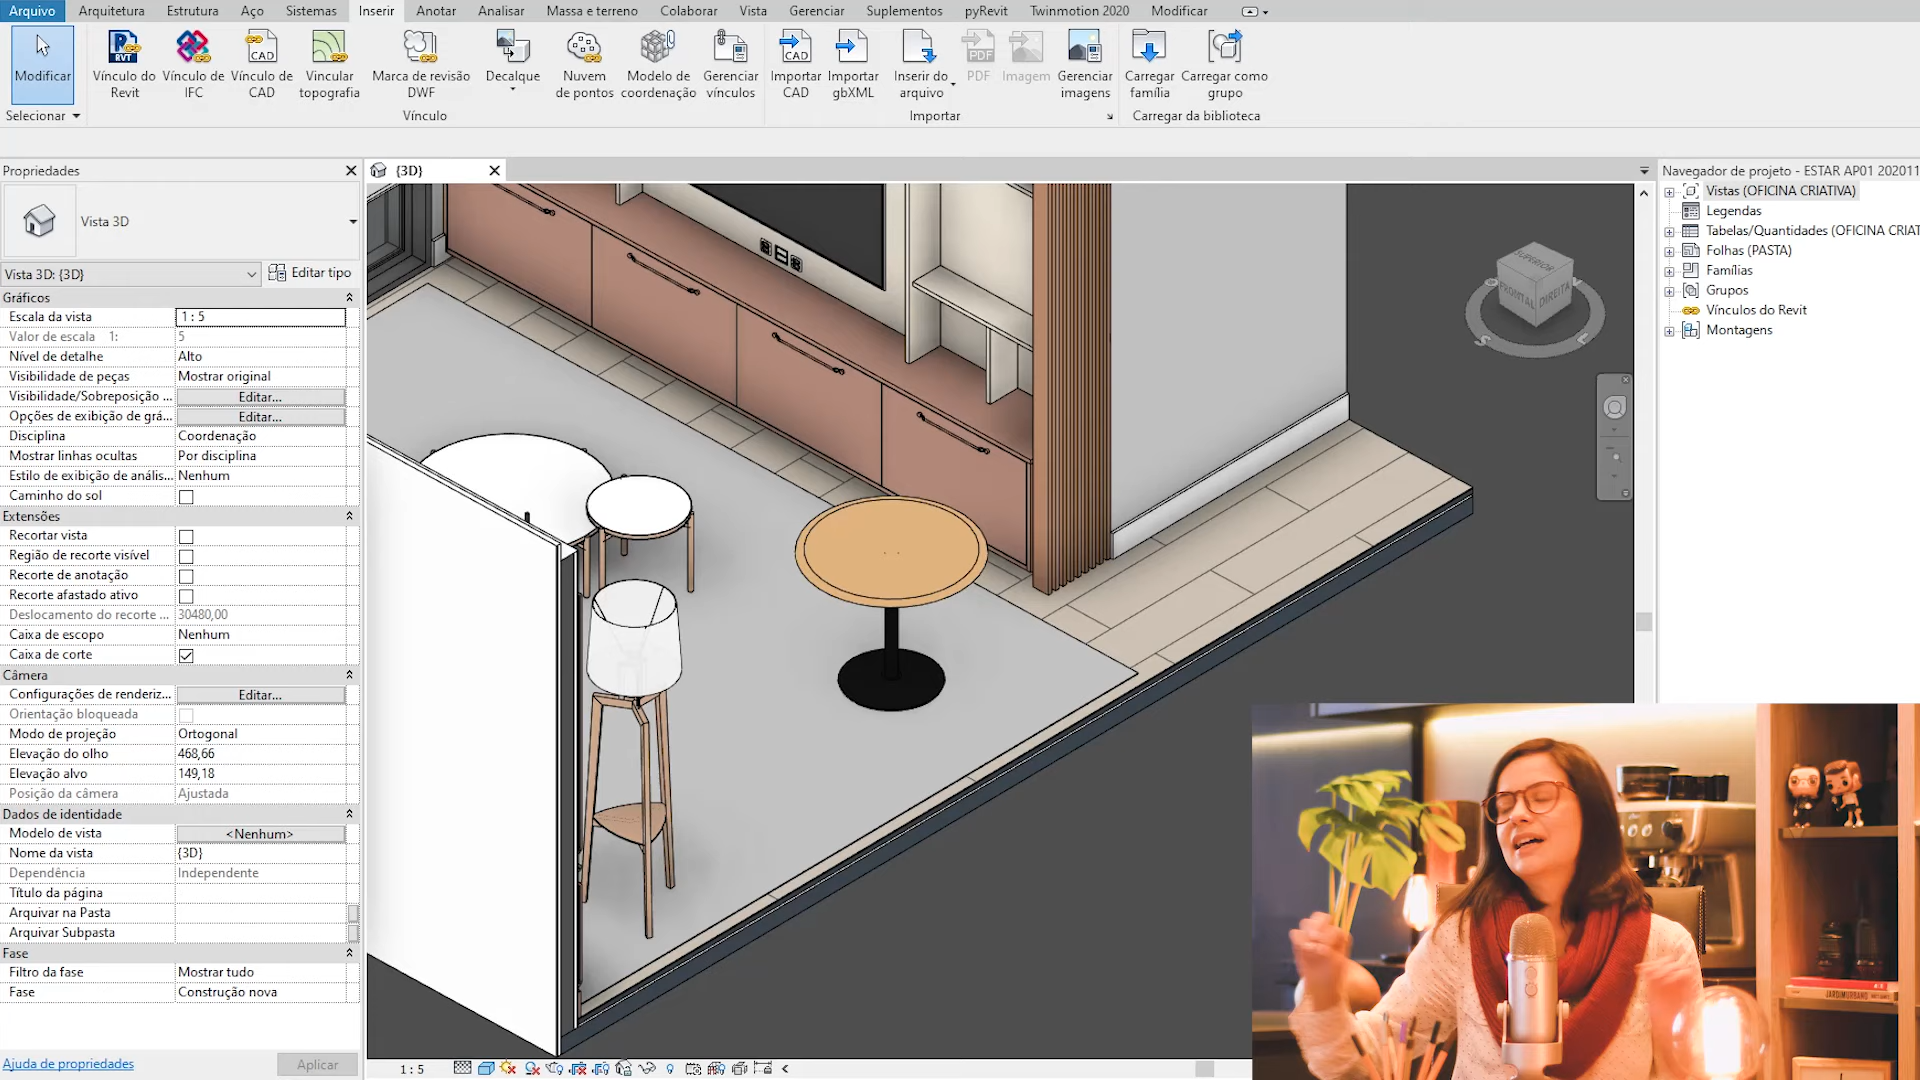 Arquivo Arquitetura Estrutura Aço Sistemas Inserir Anotar Analisar Massa e terreno Colaborar Vista Gerenciar Suplementos pyRevit Twinmotion 2020 Modificar
Modificar
Vínculo do Revit
Vínculo de IFC
Vínculo de CAD
Vincular topografia
Marca de revisão DWF
Decalque
Nuvem de pontos
Modelo de coordenação
Gerenciar vínculos
Importar CAD
Importar gbXML
Inserir do arquivo
PDF
Imagem
Gerenciar imagens
Carregar família
Carregar como grupo
Selecionar
Vínculo
Importar
Carregar da biblioteca
Propriedades
Vista 3D
Vista 3D: {3D}
Editar tipo
Gráficos
Escala da vista 1 : 5
Valor de escala 1: 5
Nível de detalhe Alto
Visibilidade de peças Mostrar original
Visibilidade/Sobreposição ... Editar...
Opções de exibição de grá... Editar...
Disciplina Coordenação
Mostrar linhas ocultas Por disciplina
Estilo de exibição de anális... Nenhum
Caminho do sol
Extensões
Recortar vista
Região de recorte visível
Recorte de anotação
Recorte afastado ativo
Deslocamento do recorte ... 30480,00
Caixa de escopo Nenhum
Caixa de corte
Câmera
Configurações de renderiz... Editar...
Orientação bloqueada
Modo de projeção Ortogonal
Elevação do olho 468,66
Elevação alvo 149,18
Posição da câmera Ajustada
Dados de identidade
Modelo de vista <Nenhum>
Nome da vista {3D}
Dependência Independente
Título da página
Arquivar na Pasta
Arquivar Subpasta
Fase
Filtro da fase Mostrar tudo
Fase Construção nova
Ajuda de propriedades
Aplicar
{3D}
SUPERIOR
FRONTAL
DIREITA
1 : 5
Navegador de projeto - ESTAR AP01 202011
Vistas (OFICINA CRIATIVA)
Legendas
Tabelas/Quantidades (OFICINA CRIAT
Folhas (PASTA)
Famílias
Grupos
Vínculos do Revit
Montagens
JARDIM URBANO